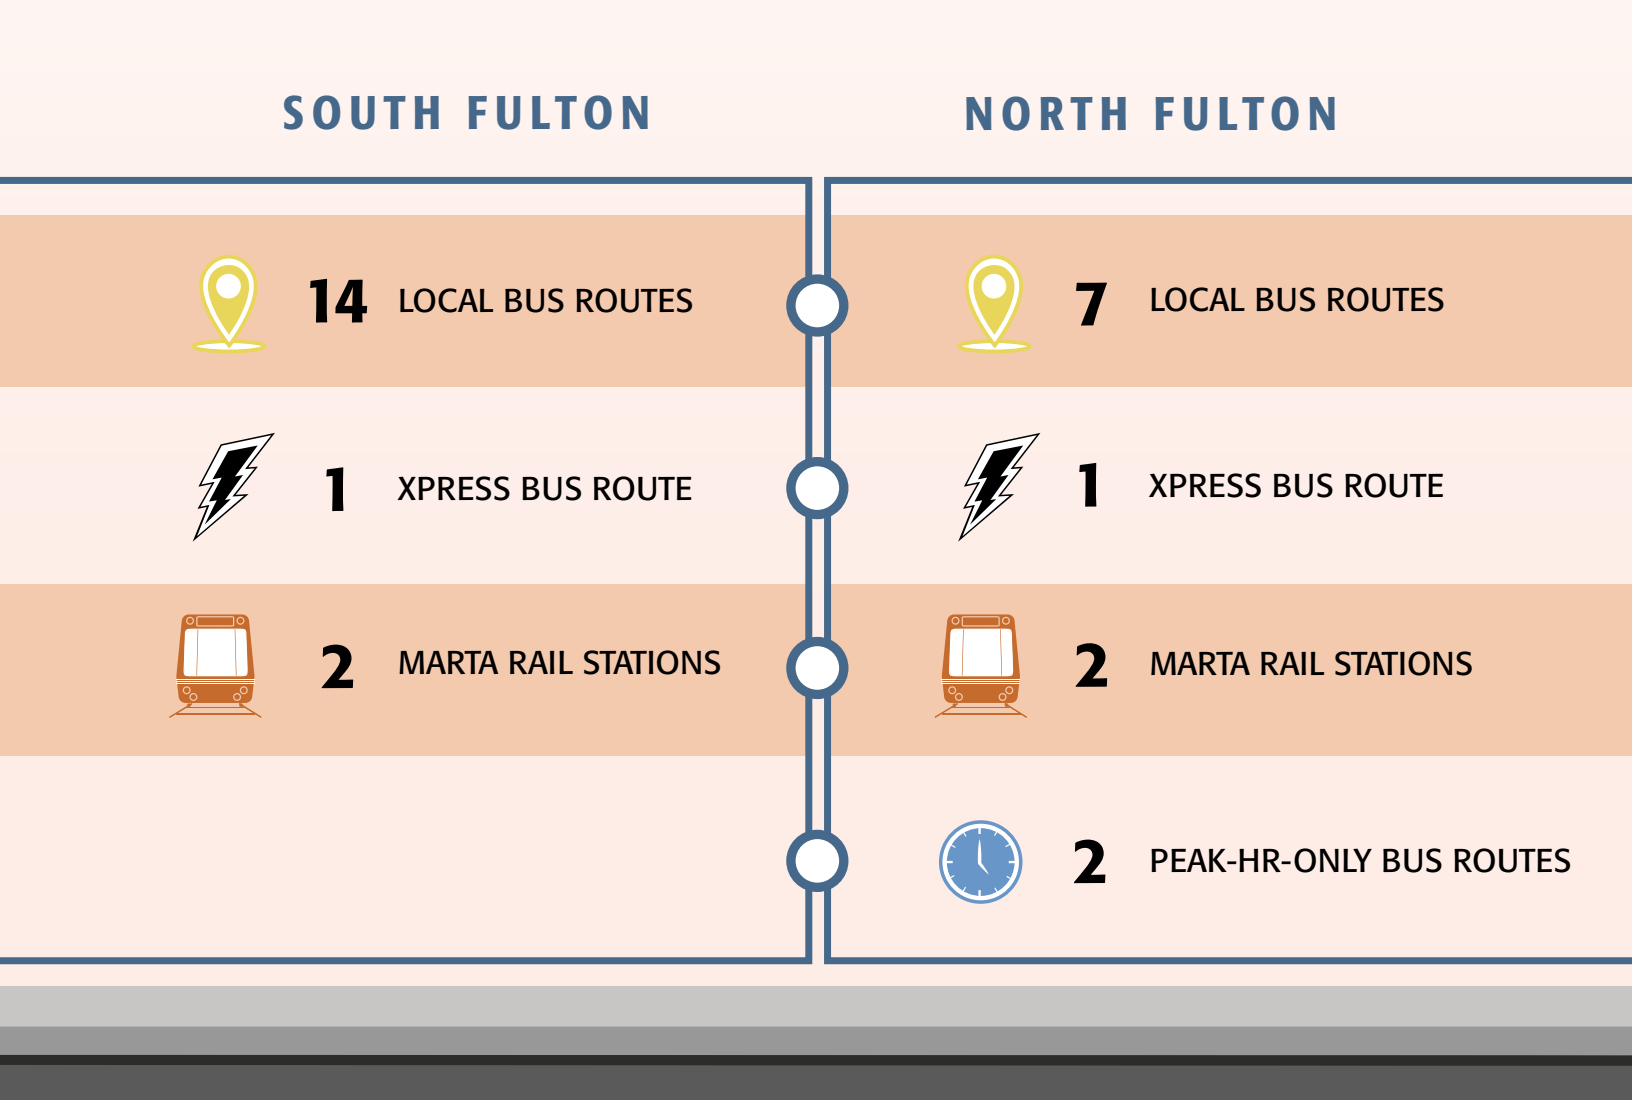 SOUTH FULTON
NORTH FULTON
14 LOCAL BUS ROUTES
7 LOCAL BUS ROUTES
1 XPRESS BUS ROUTE
1 XPRESS BUS ROUTE
2 MARTA RAIL STATIONS
2 MARTA RAIL STATIONS
2 PEAK-HR-ONLY BUS ROUTES